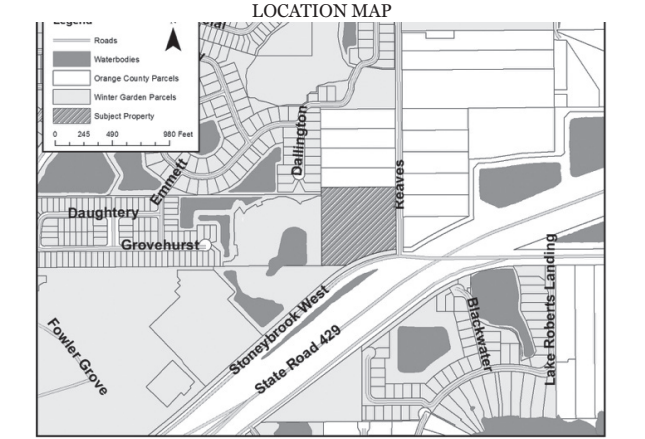 LOCATION MAP
Legend
Roads
Waterbodies
Orange County Parcels
Winter Garden Parcels
Subject Property
0 245 490 980 Feet
Dallington
Emmett
Reaves
Daughtery
Grovehurst
Stoneybrook West
State Road 429
Fowler Grove
Blackwater
Lake Roberts Landing